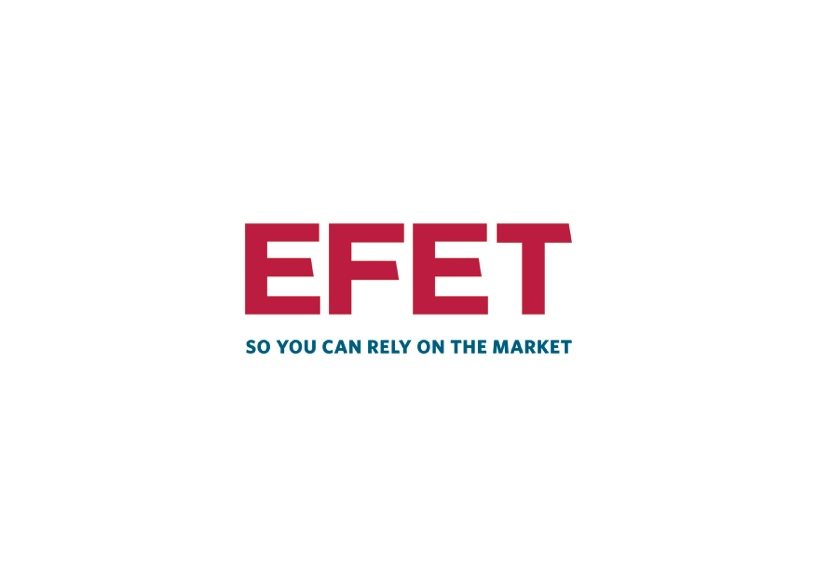 EFET
SO YOU CAN RELY ON THE MARKET